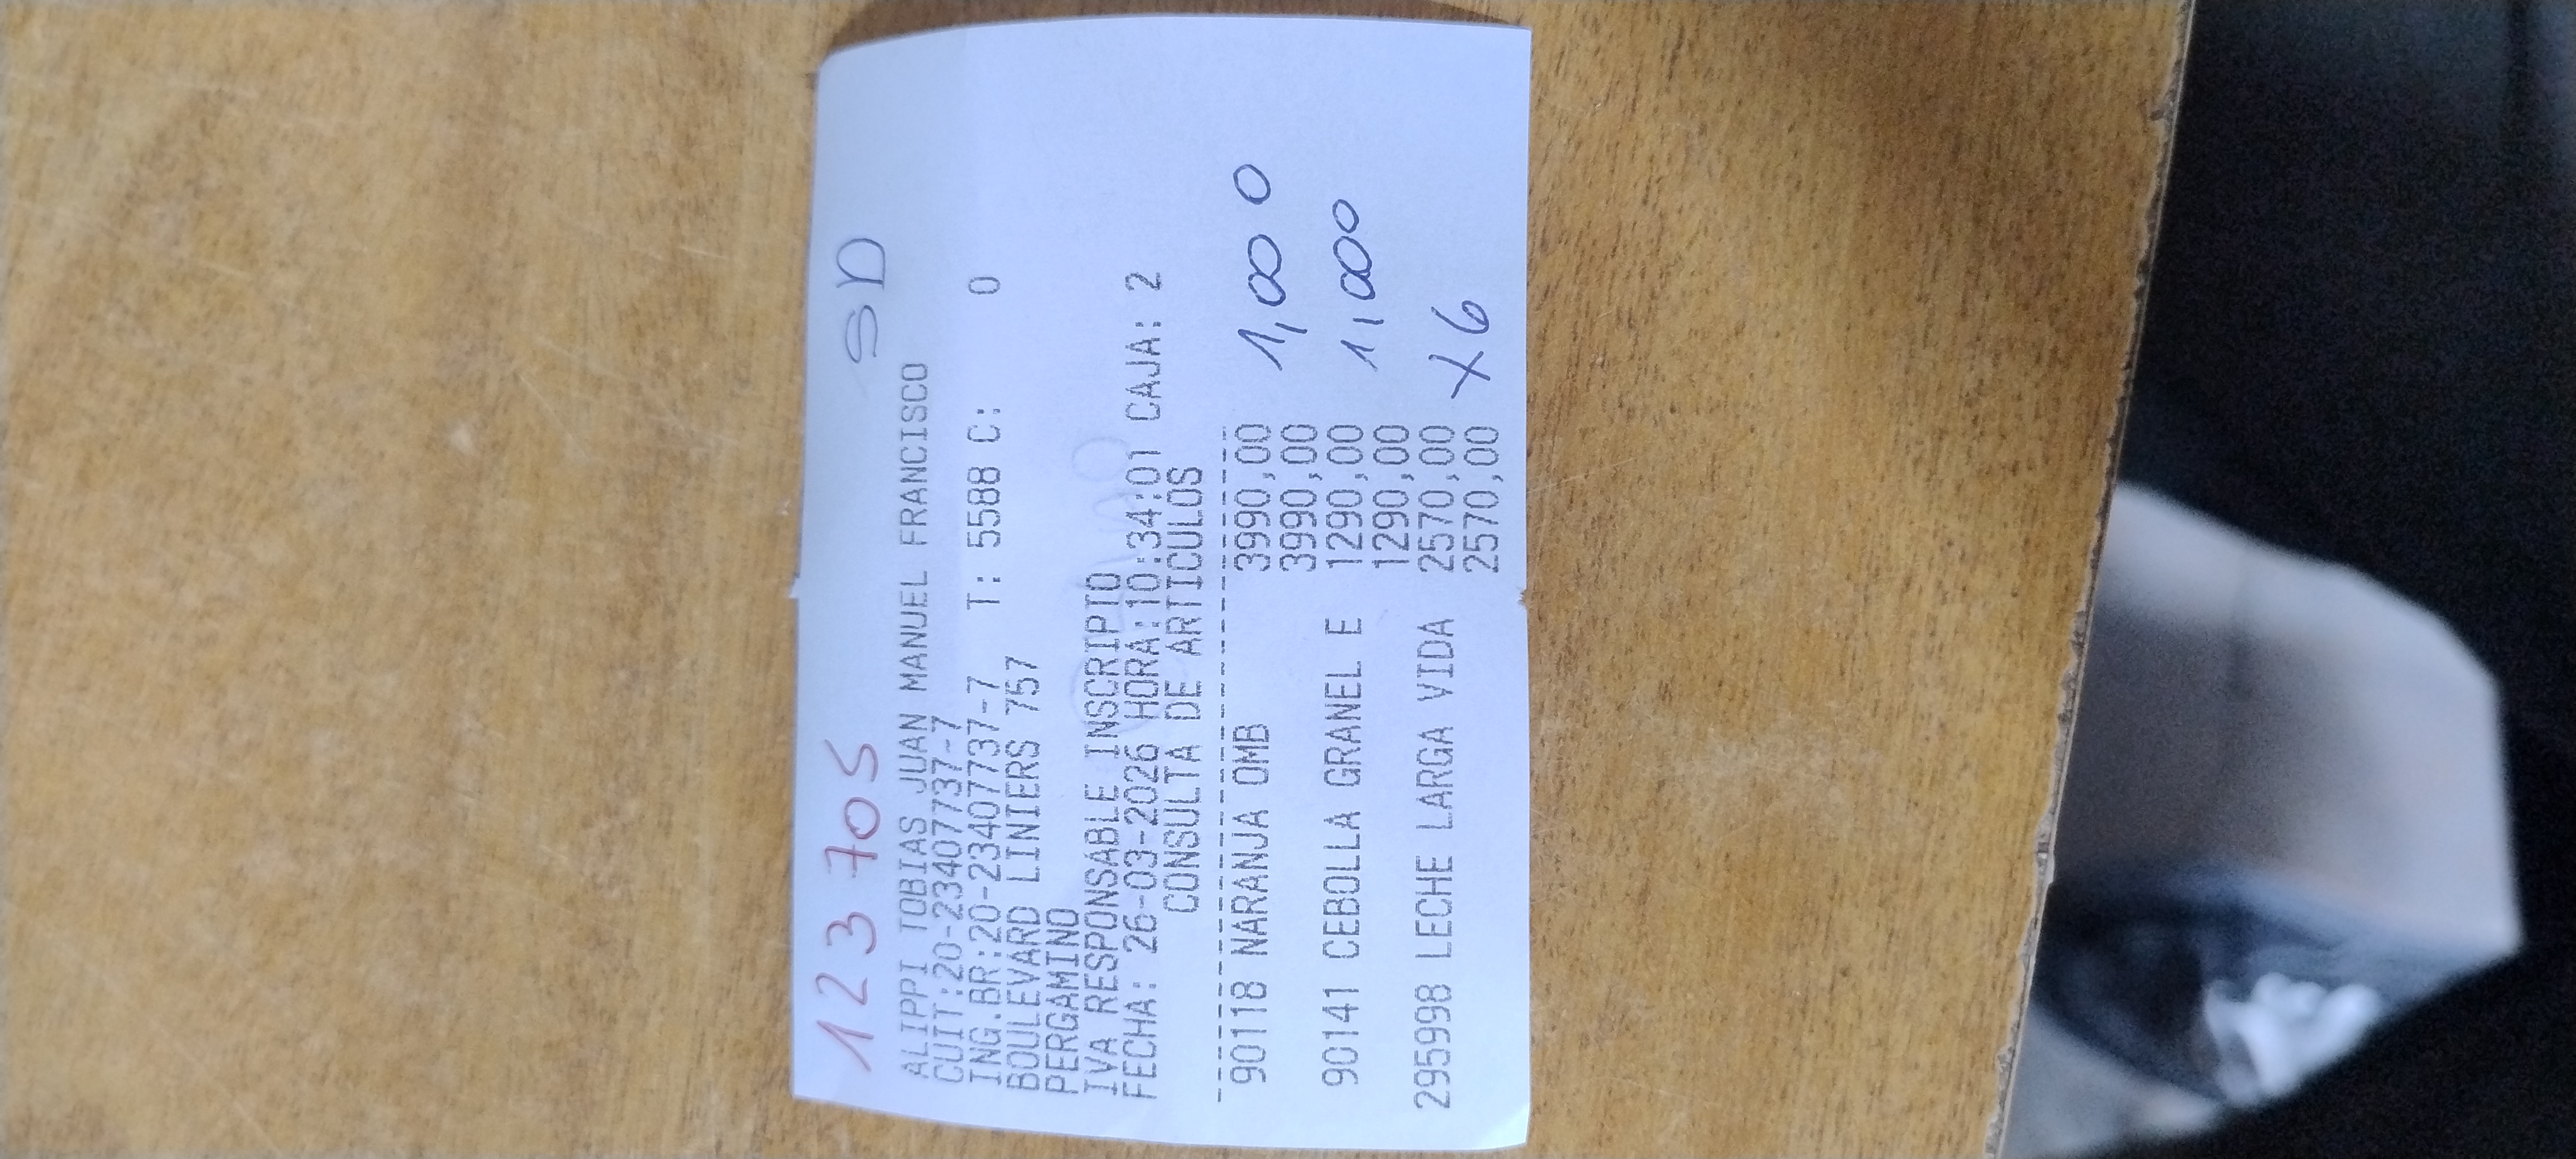 123705 SD
ALIPPI TOBIAS JUAN MANUEL FRANCISCO
CUIT:20-23407737-7
ING.BR:20-23407737-7 T: 5588 C: 0
BOULEVARD LINIERS 757
PERGAMINO
IVA RESPONSABLE INSCRIPTO
FECHA: 26-03-2026 HORA:10:34:01 CAJA: 2
CONSULTA DE ARTICULOS
90118 NARANJA OMB 3990,00 1,000
3990,00
90141 CEBOLLA GRANEL E 1290,00 1,000
1290,00
295998 LECHE LARGA VIDA 2570,00 X6
2570,00